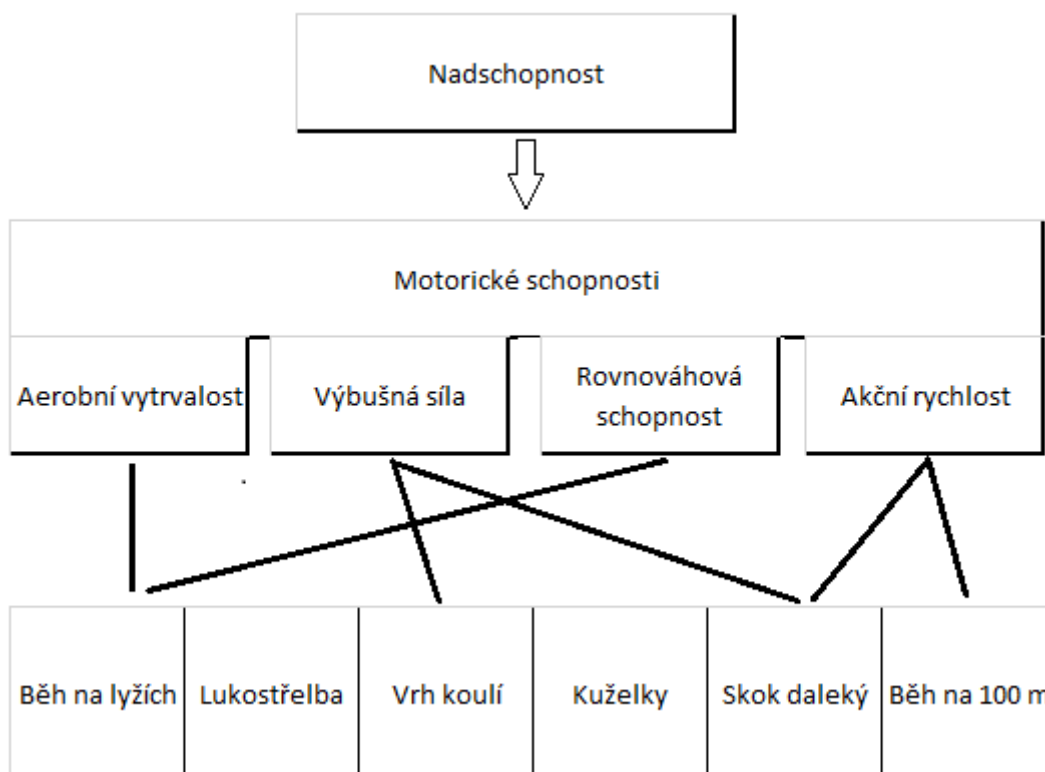 Nadschopnost
Motorické schopnosti
Aerobní vytrvalost
Výbušná síla
Rovnováhová
schopnost
Akční rychlost
Běh na lyžích
Lukostřelba
Vrh koulí
Kuželky
Skok daleký
Běh na 100 m